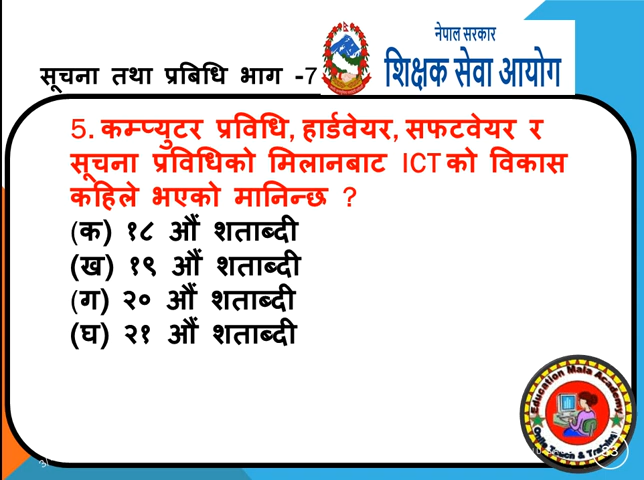 नेपाल सरकार
शिक्षक सेवा आयोग
सूचना तथा प्रबिधि भाग -7
5. कम्प्युटर प्रविधि, हार्डवेयर, सफटवेयर र
सूचना प्रविधिको मिलानबाट ICT को विकास
कहिले भएको मानिन्छ ?
(क) १८ औं शताब्दी
(ख) १९ औं शताब्दी
(ग) २० औं शताब्दी
(घ) २१ औं शताब्दी
Education Mala Academy